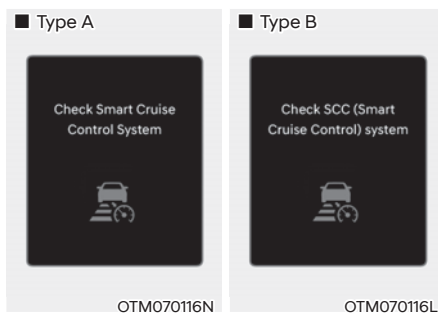 ■ Type A
Check Smart Cruise
Control System
OTM070116N
■ Type B
Check SCC (Smart
Cruise Control) system
OTM070116L